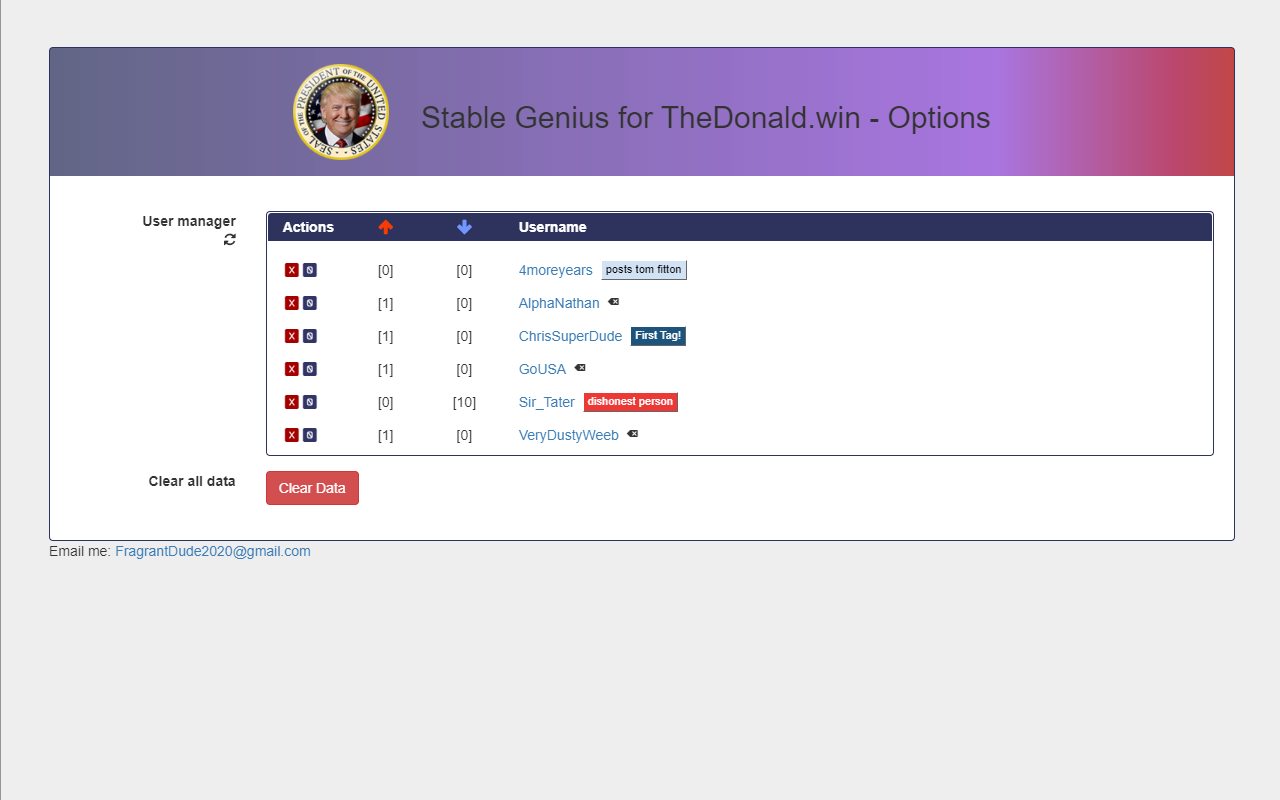 SEAL OF THE PRESIDENT OF THE UNITED STATES
Stable Genius for TheDonald.win - Options
User manager
Actions Username
X [0] [0] 4moreyears posts tom fitton
X [1] [0] AlphaNathan
X [1] [0] ChrisSuperDude First Tag!
X [1] [0] GoUSA
X [0] [10] Sir_Tater dishonest person
X [1] [0] VeryDustyWeeb
Clear all data Clear Data
Email me: FragrantDude2020@gmail.com